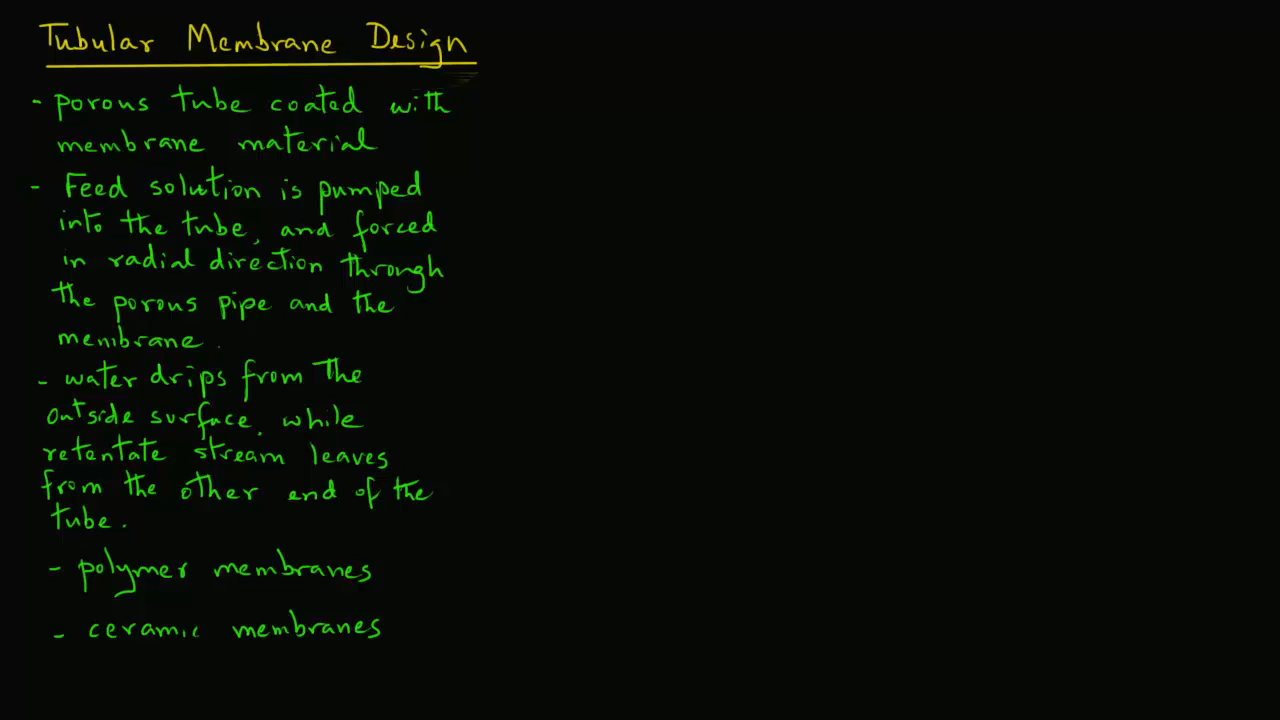 Tubular Membrane Design
- porous tube coated with
membrane material
- Feed solution is pumped
into the tube, and forced
in radial direction through
the porous pipe and the
membrane.
- water drips from the
outside surface, while
retentate stream leaves
from the other end of the
tube.
- polymer membranes
- ceramic membranes